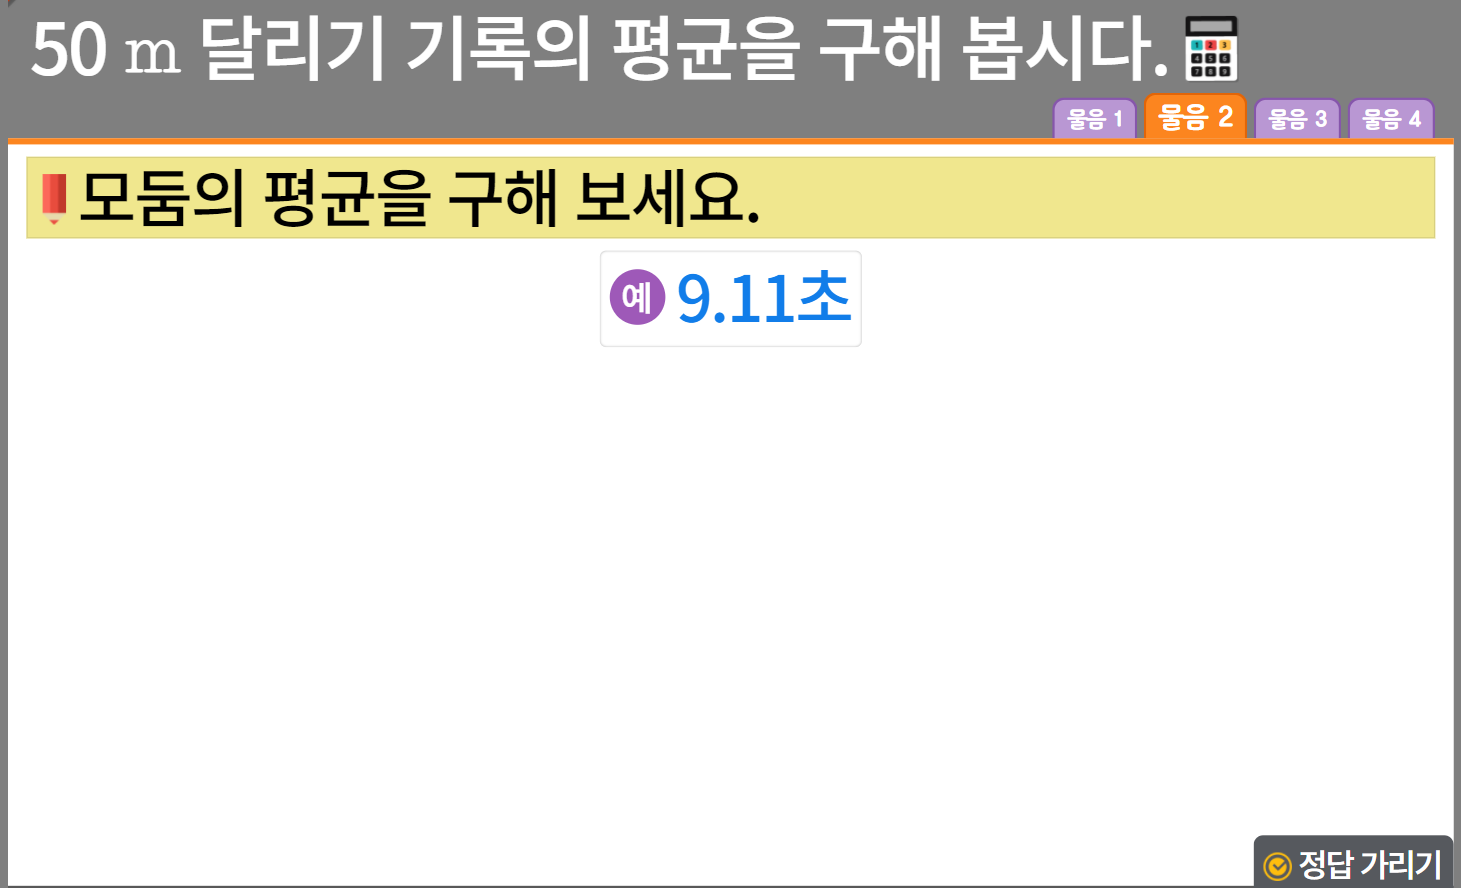 50 m 달리기 기록의 평균을 구해 봅시다.
물음 1 물음 2 물음 3 물음 4
모둠의 평균을 구해 보세요.
예 9.11초
정답 가리기